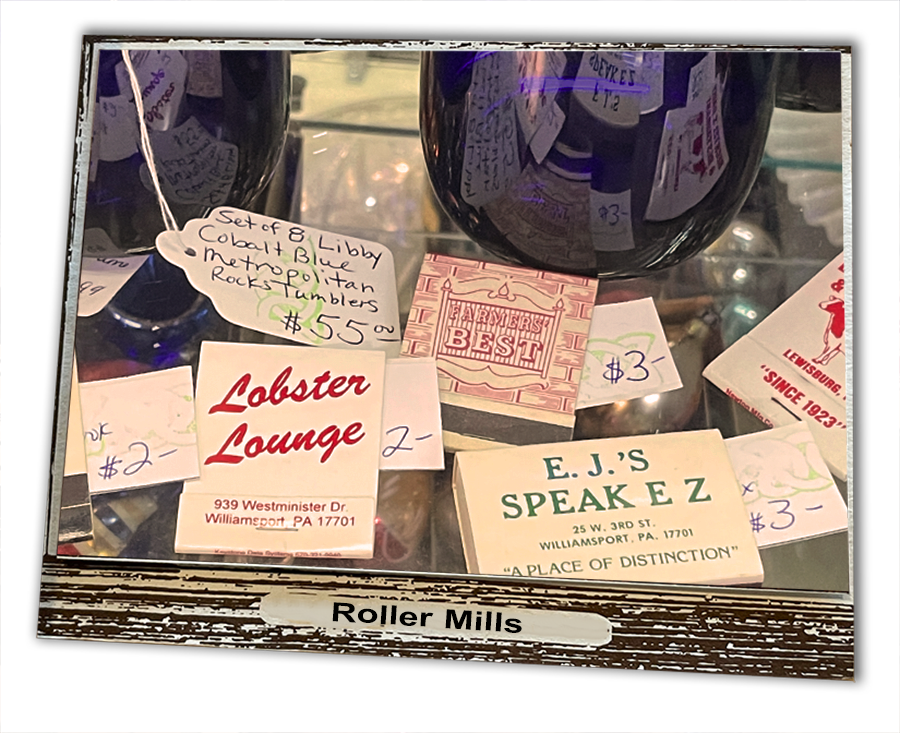 Set of 8 Libby
Cobalt Blue
Metropolitan
Rocks Tumblers
$55.00
Lobster
Lounge
939 Westminister Dr.
Williamsport, PA 17701
$2-
2-
FARMERS'
BEST
$3-
E. J.'S
SPEAK E Z
25 W. 3RD ST.
WILLIAMSPORT, PA. 17701
"A PLACE OF DISTINCTION"
$3-
&
LEWISBURG,
"SINCE 1923"
SPEAK EZ
E J'S
$3-
Roller Mills